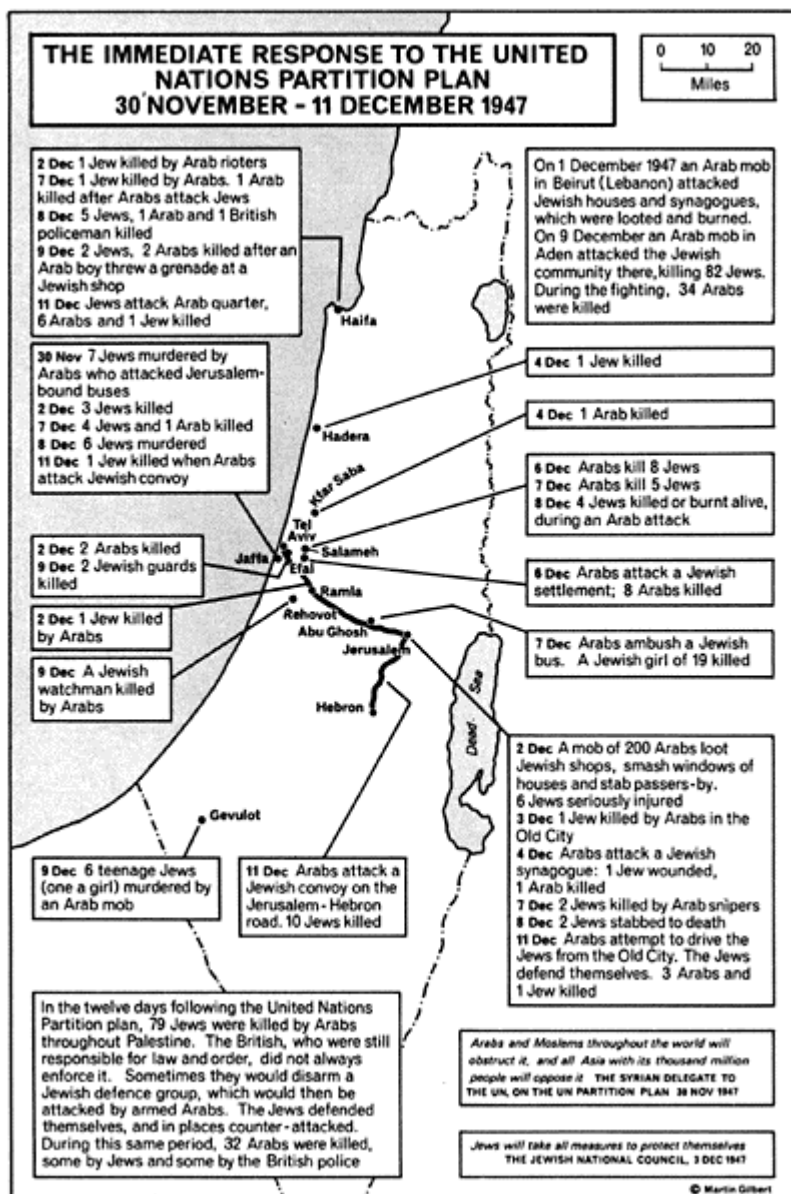 THE IMMEDIATE RESPONSE TO THE UNITED
NATIONS PARTITION PLAN
30 NOVEMBER - 11 DECEMBER 1947
0 10 20
Miles
2 Dec 1 Jew killed by Arab rioters
7 Dec 1 Jew killed by Arabs. 1 Arab
killed after Arabs attack Jews
8 Dec 5 Jews, 1 Arab and 1 British
policeman killed
9 Dec 2 Jews, 2 Arabs killed after an
Arab boy threw a grenade at a
Jewish shop
11 Dec Jews attack Arab quarter,
6 Arabs and 1 Jew killed
On 1 December 1947 an Arab mob
in Beirut (Lebanon) attacked
Jewish houses and synagogues,
which were looted and burned.
On 9 December an Arab mob in
Aden attacked the Jewish
community there, killing 82 Jews.
During the fighting, 34 Arabs
were killed
Haifa
30 Nov 7 Jews murdered by
Arabs who attacked Jerusalem-
bound buses
2 Dec 3 Jews killed
7 Dec 4 Jews and 1 Arab killed
8 Dec 6 Jews murdered
11 Dec 1 Jew killed when Arabs
attack Jewish convoy
4 Dec 1 Jew killed
4 Dec 1 Arab killed
Hadera
Kfar Saba
6 Dec Arabs kill 8 Jews
7 Dec Arabs kill 5 Jews
8 Dec 4 Jews killed or burnt alive,
during an Arab attack
Tel
Aviv
Jaffa
Salameh
Efal
2 Dec 2 Arabs killed
9 Dec 2 Jewish guards
killed
6 Dec Arabs attack a Jewish
settlement; 8 Arabs killed
Ramla
Rehovot
Abu Ghosh
Jerusalem
2 Dec 1 Jew killed
by Arabs
7 Dec Arabs ambush a Jewish
bus. A Jewish girl of 19 killed
9 Dec A Jewish
watchman killed
by Arabs
Hebron
Dead Sea
2 Dec A mob of 200 Arabs loot
Jewish shops, smash windows of
houses and stab passers-by.
6 Jews seriously injured
3 Dec 1 Jew killed by Arabs in the
Old City
4 Dec Arabs attack a Jewish
synagogue: 1 Jew wounded,
1 Arab killed
7 Dec 2 Jews killed by Arab snipers
8 Dec 2 Jews stabbed to death
11 Dec Arabs attempt to drive the
Jews from the Old City. The Jews
defend themselves. 3 Arabs and
1 Jew killed
Gevulot
9 Dec 6 teenage Jews
(one a girl) murdered by
an Arab mob
11 Dec Arabs attack a
Jewish convoy on the
Jerusalem-Hebron
road. 10 Jews killed
In the twelve days following the United Nations
Partition plan, 79 Jews were killed by Arabs
throughout Palestine. The British, who were still
responsible for law and order, did not always
enforce it. Sometimes they would disarm a
Jewish defence group, which would then be
attacked by armed Arabs. The Jews defended
themselves, and in places counter-attacked.
During this same period, 32 Arabs were killed,
some by Jews and some by the British police
Arabs and Moslems throughout the world will
obstruct it, and all Asia with its thousand million
people will oppose it THE SYRIAN DELEGATE TO
THE UN, ON THE UN PARTITION PLAN 30 NOV 1947
Jews will take all measures to protect themselves
THE JEWISH NATIONAL COUNCIL, 3 DEC 1947
© Martin Gilbert